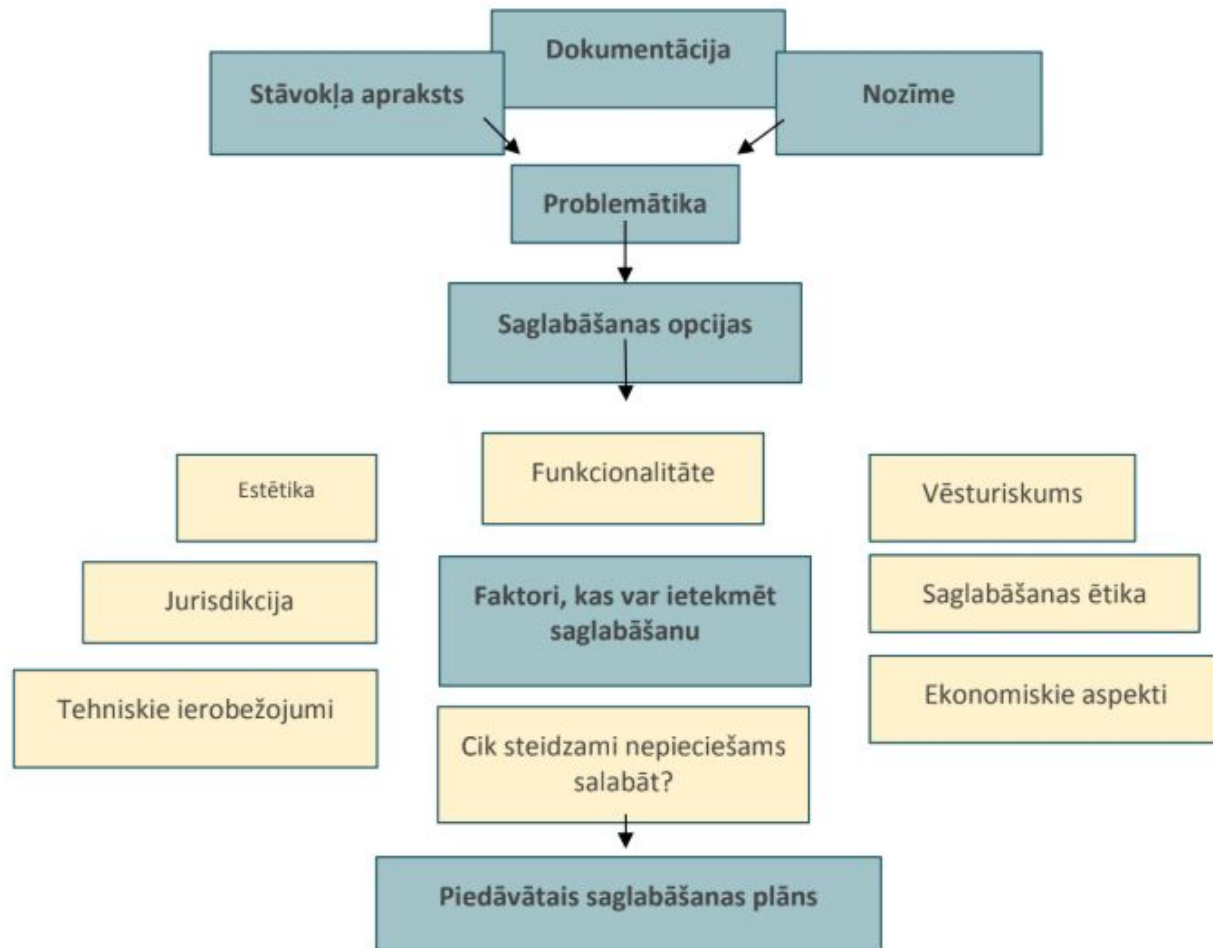 Dokumentācija
Stāvokļa apraksts
Nozīme
Problemātika
Saglabāšanas opcijas
Funkcionalitāte
Estētika
Vēsturiskums
Jurisdikcija
Faktori, kas var ietekmēt
saglabāšanu
Saglabāšanas ētika
Tehniskie ierobežojumi
Ekonomiskie aspekti
Cik steidzami nepieciešams
salabāt?
Piedāvātais saglabāšanas plāns